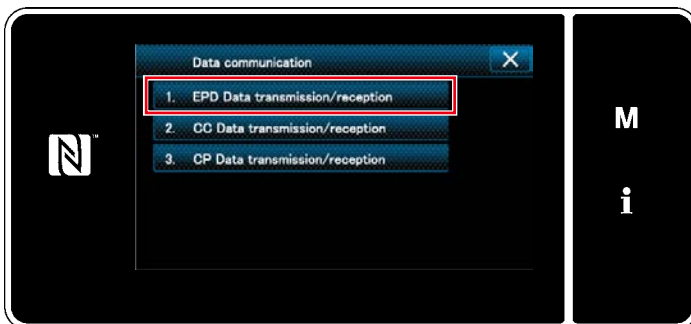 Data communication
1. EPD Data transmission/reception
2. CC Data transmission/reception
3. CP Data transmission/reception
M
i